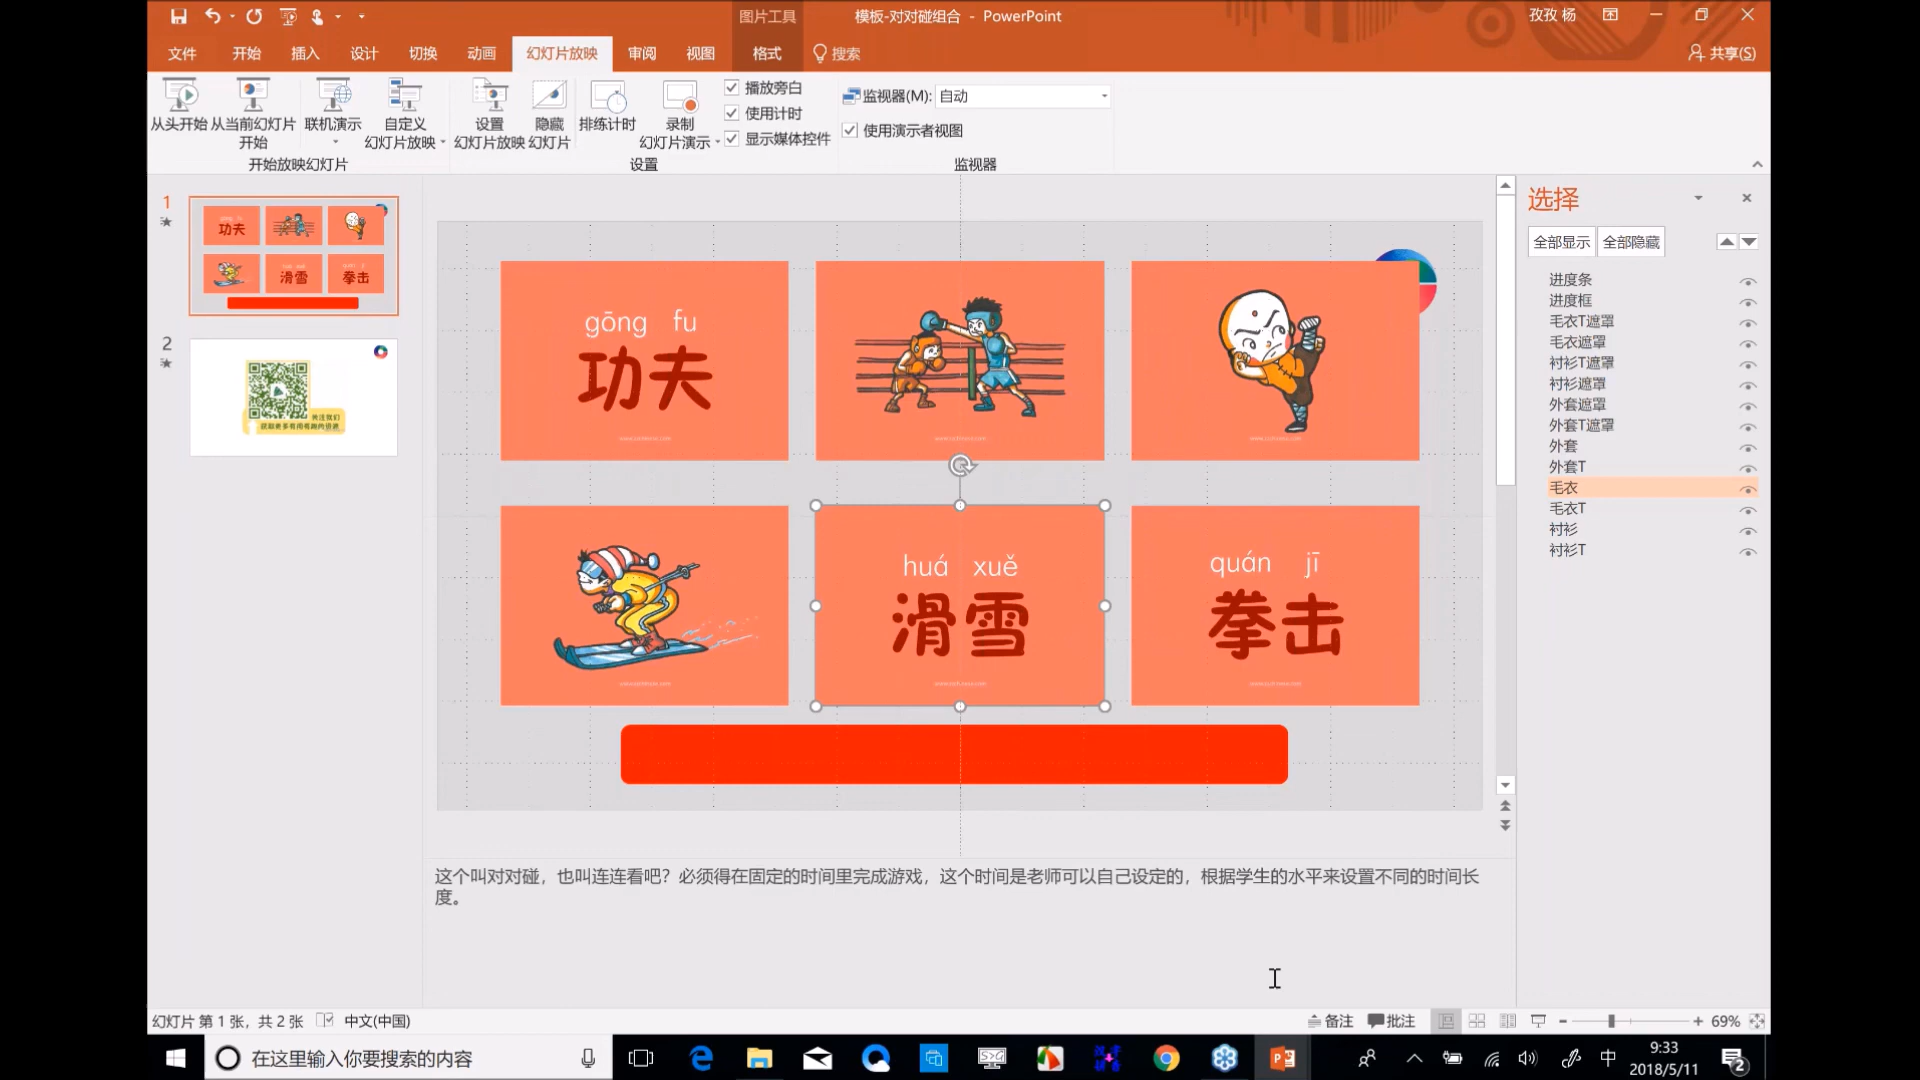 图片工具
模板-对对碰组合 - PowerPoint
孜孜 杨
文件
开始
插入
设计
切换
动画
幻灯片放映
审阅
视图
格式
搜索
共享(S)
从头开始
从当前幻灯片
开始
联机演示
自定义
幻灯片放映
设置
幻灯片放映
隐藏
幻灯片
排练计时
录制
幻灯片演示
播放旁白
使用计时
显示媒体控件
监视器(M):
自动
使用演示者视图
开始放映幻灯片
设置
监视器
1
功夫
滑雪
拳击
2
gōng fu
功夫
huá xuě
滑雪
quán jī
拳击
选择
全部显示
全部隐藏
进度条
进度框
毛衣T遮罩
毛衣遮罩
衬衫T遮罩
衬衫遮罩
外套遮罩
外套T遮罩
外套
外套T
毛衣
毛衣T
衬衫
衬衫T
这个叫对对碰，也叫连连看吧？必须得在固定的时间里完成游戏，这个时间是老师可以自己设定的，根据学生的水平来设置不同的时间长
度。
幻灯片 第 1 张，共 2 张
中文(中国)
备注
批注
69%
在这里输入你要搜索的内容
中
9:33
2018/5/11
2